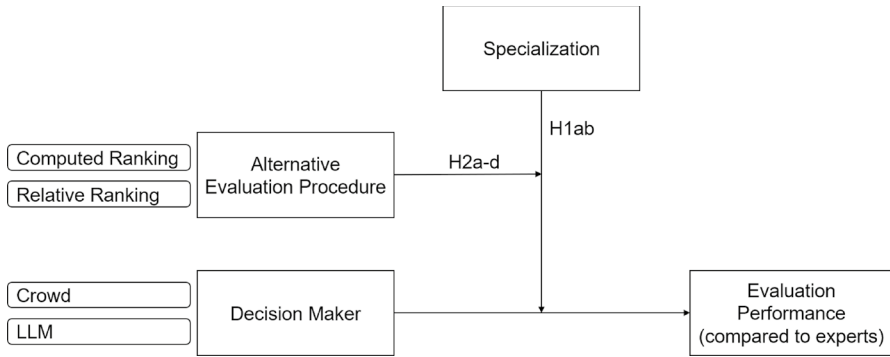 Specialization
H1ab
Computed Ranking
Relative Ranking
Alternative
Evaluation Procedure
H2a-d
Crowd
LLM
Decision Maker
Evaluation
Performance
(compared to experts)